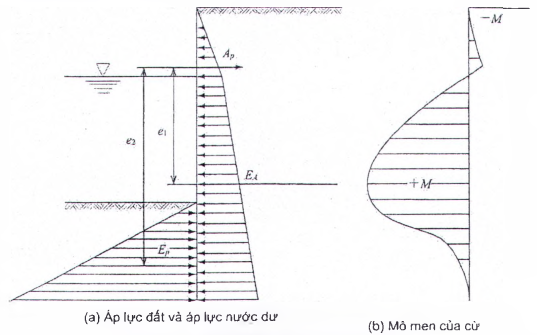 −M
A_p
e_1
e_2
E_A
+M
E_p
(a) Áp lực đất và áp lực nước dư
(b) Mô men của cừ